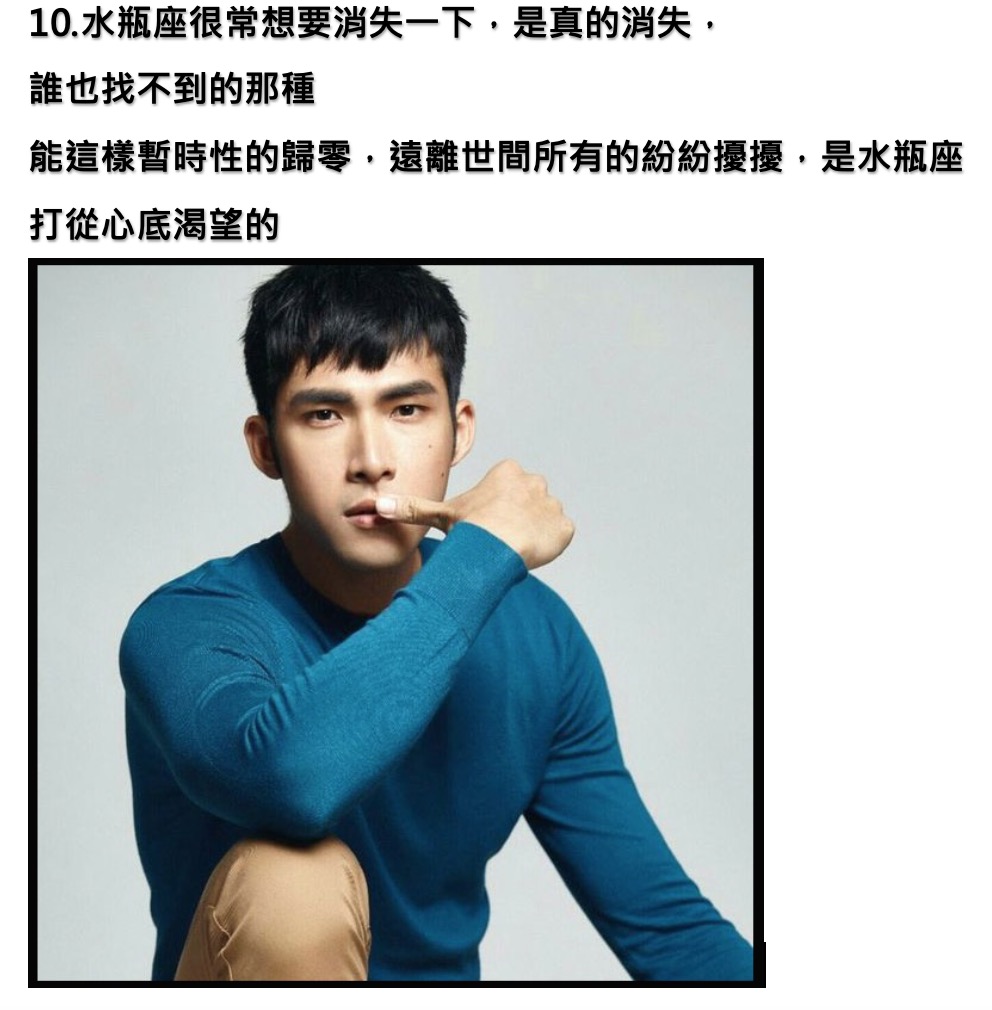 10.水瓶座很常想要消失一下，是真的消失，
誰也找不到的那種
能這樣暫時性的歸零，遠離世間所有的紛紛擾擾，是水瓶座
打從心底渴望的